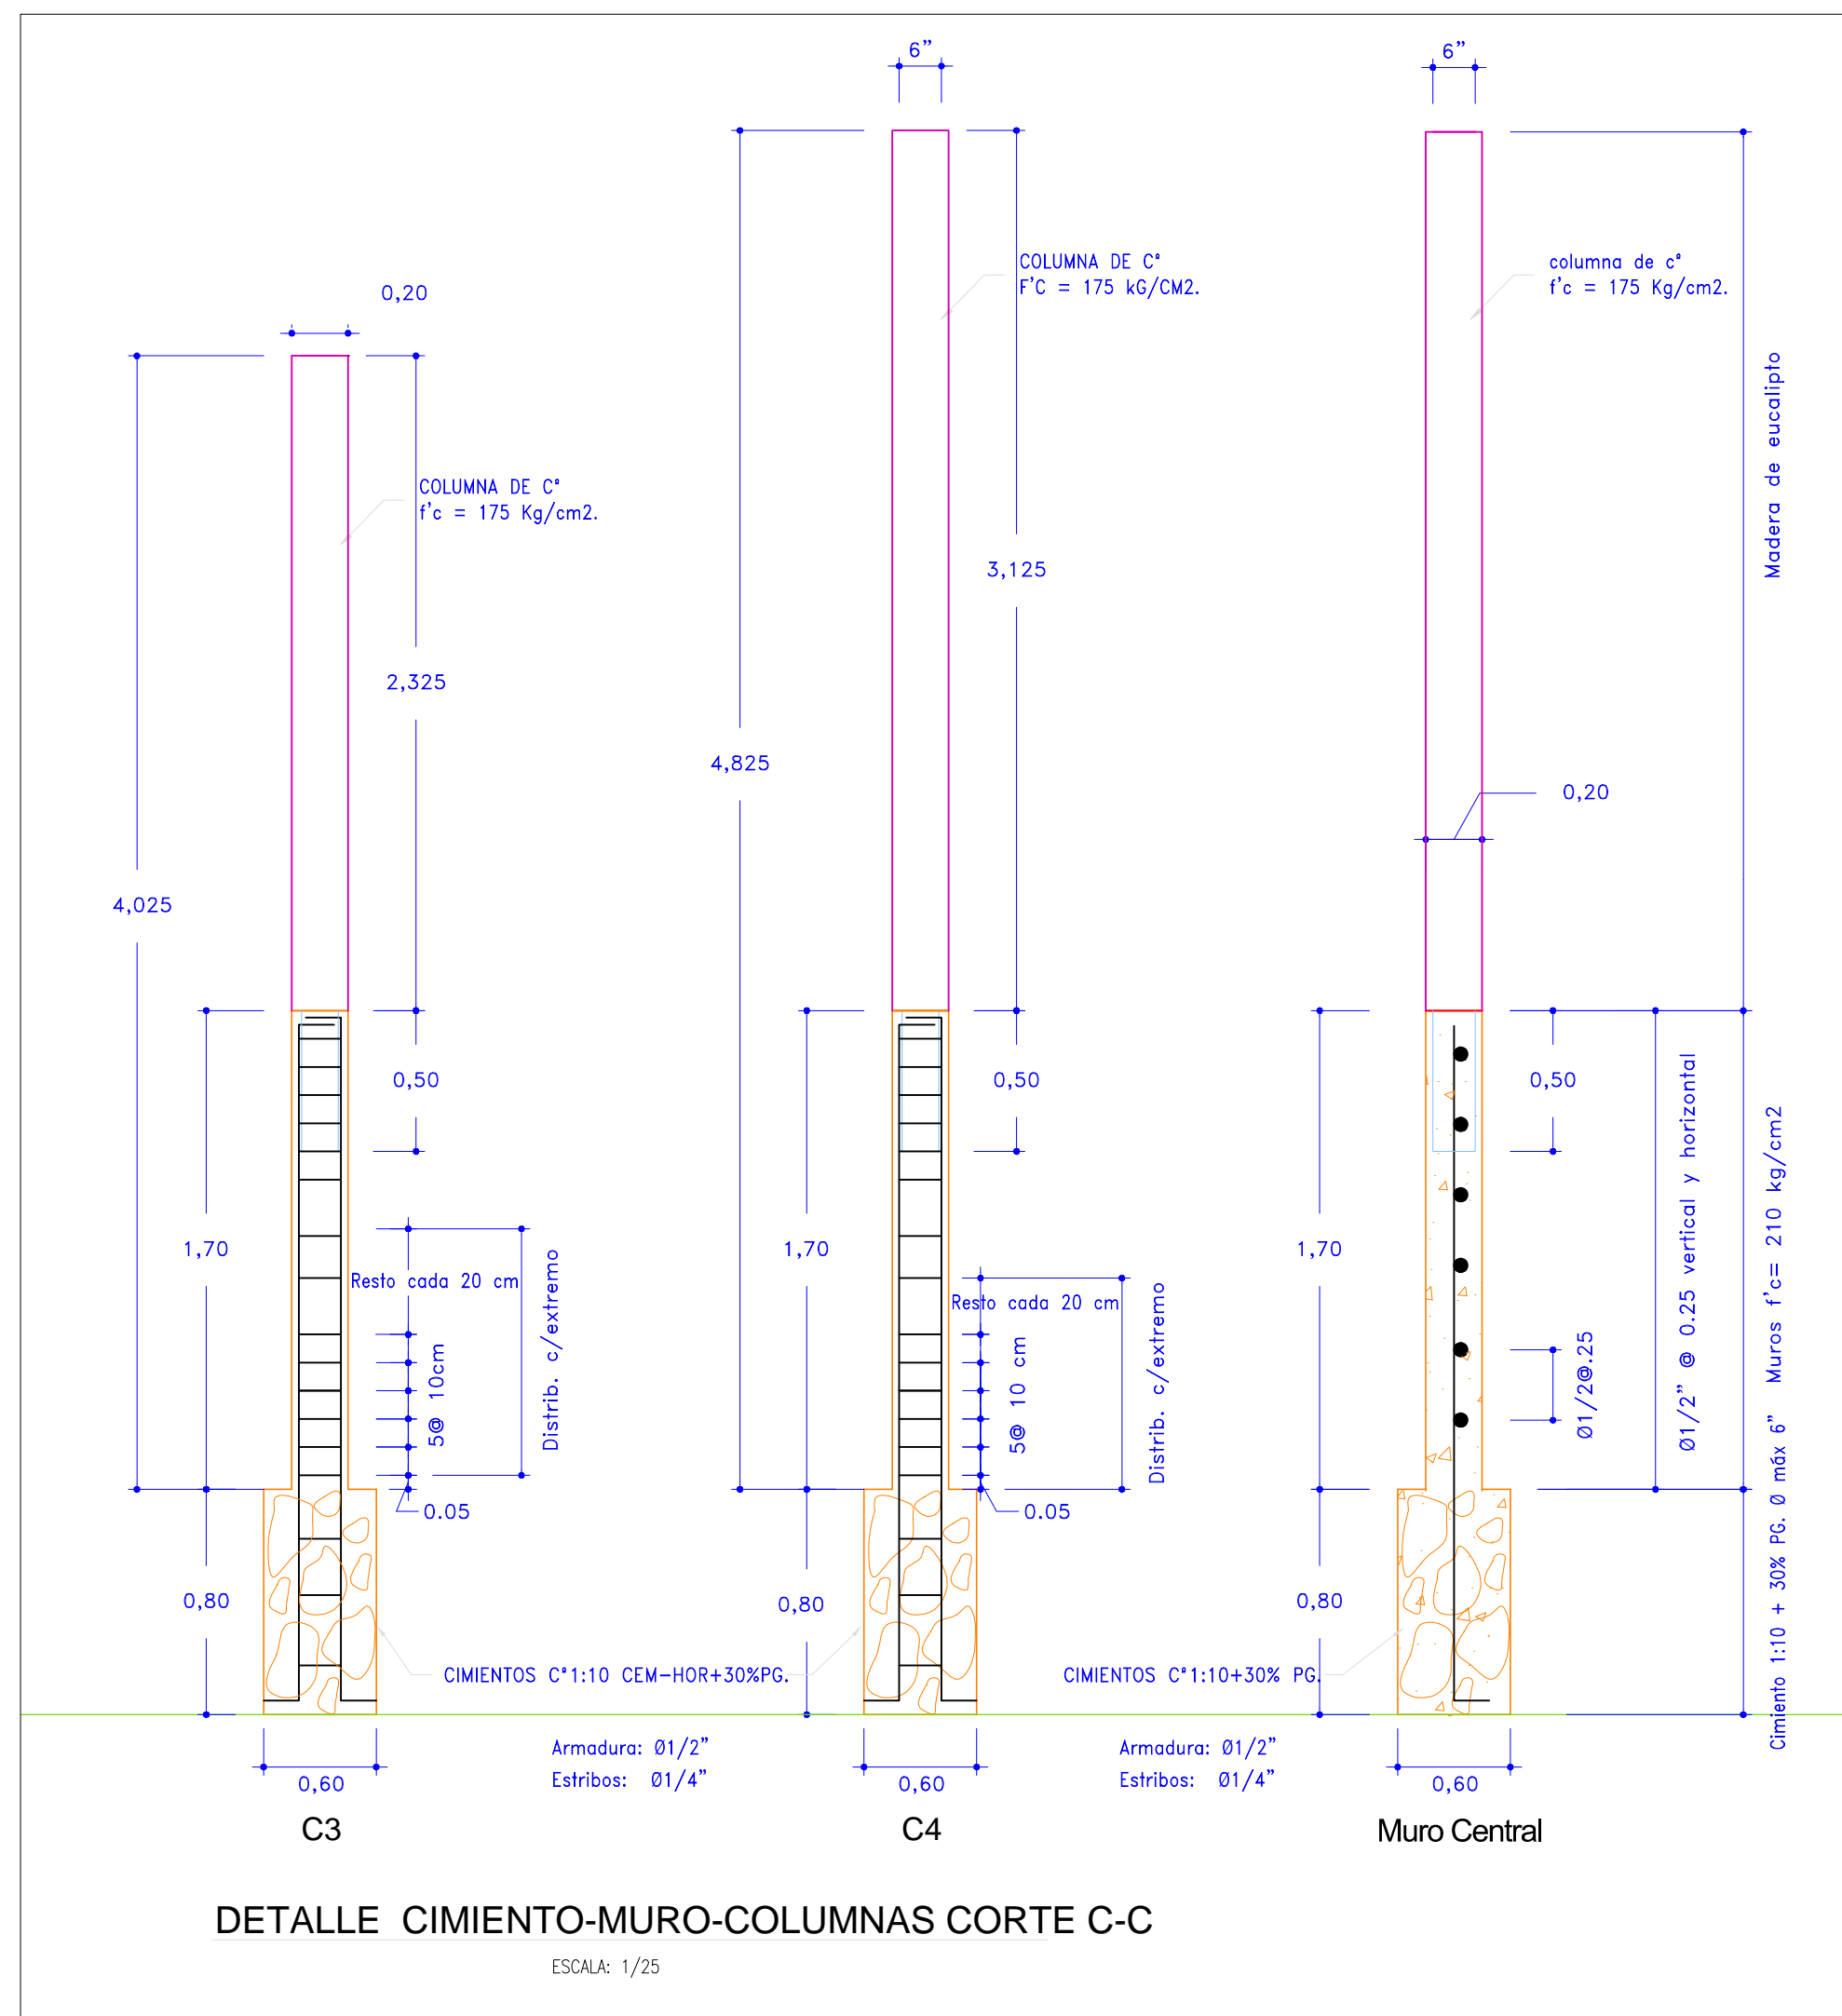 6”
6”
0,20
COLUMNA DE Cº
F'C = 175 kG/CM2.
columna de cº
f'c = 175 Kg/cm2.
COLUMNA DE Cº
f'c = 175 Kg/cm2.
Madera de eucalipto
3,125
2,325
4,825
0,20
4,025
0,50
0,50
0,50
1,70
1,70
1,70
Resto cada 20 cm
Resto cada 20 cm
5@ 10cm
Distrib. c/extremo
5@ 10 cm
Distrib. c/extremo
Ø1/2@.25
Ø1/2” @ 0.25 vertical y horizontal
Muros f'c= 210 kg/cm2
Cimiento 1:10 + 30% PG. Ø máx 6”
0.05
0.05
0,80
0,80
0,80
CIMIENTOS Cº1:10 CEM-HOR+30%PG.
CIMIENTOS Cº1:10+30% PG.
Armadura: Ø1/2”
Estribos: Ø1/4”
Armadura: Ø1/2”
Estribos: Ø1/4”
0,60
0,60
0,60
C3
C4
Muro Central
DETALLE CIMIENTO-MURO-COLUMNAS CORTE C-C
ESCALA: 1/25